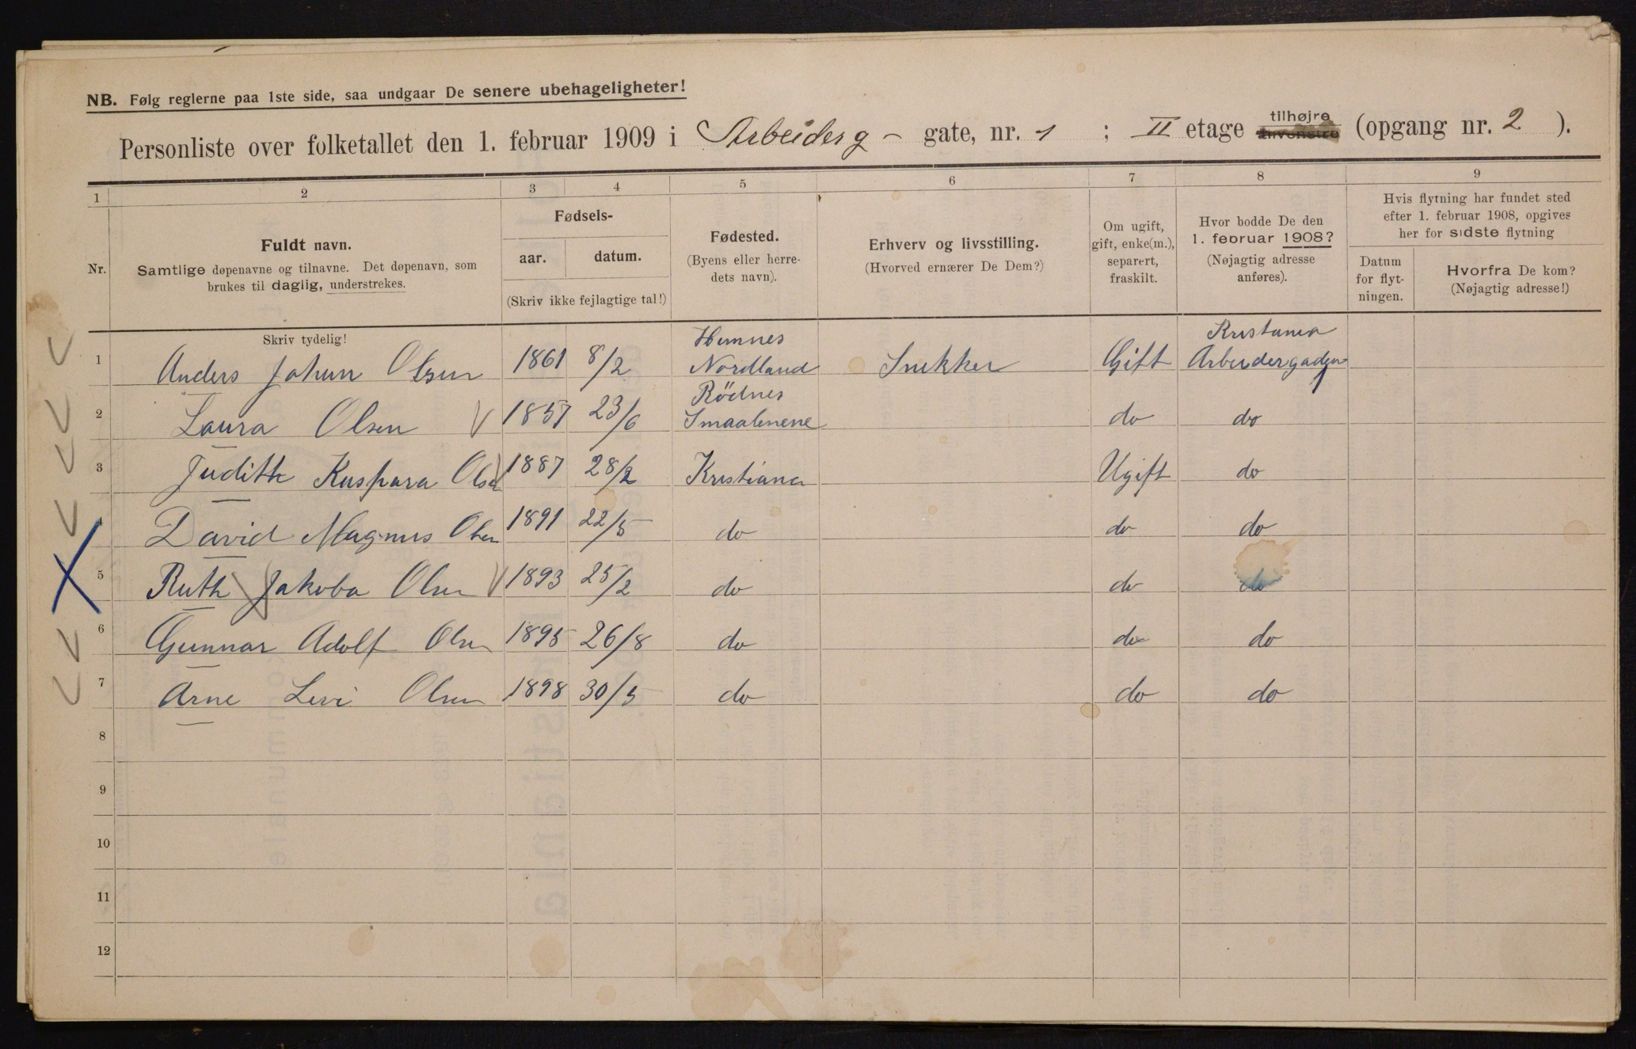 NB. Følg reglerne paa 1ste side, saa undgaar De senere ubehageligheter!
Personliste over folketallet den 1. februar 1909 i Arbeiderg - gate, nr. 1 ; II etage tilhøjre (opgang nr. 2 ).
1 2 3 4 5 6 7 8 9
Nr. Fuldt navn. Samtlige døpenavne og tilnavne. Det døpenavn, som brukes til daglig, understrekes.
Fødsels-
aar. datum.
(Skriv ikke fejlagtige tal!)
Fødested. (Byens eller herredets navn).
Erhverv og livsstilling. (Hvorved ernærer De Dem?)
Om ugift, gift, enke(m.), separert, fraskilt.
Hvor bodde De den 1. februar 1908? (Nøjagtig adresse anføres).
Hvis flytning har fundet sted efter 1. februar 1908, opgives her for sidste flytning
Datum for flytningen.
Hvorfra De kom? (Nøjagtig adresse!)
Skriv tydelig!
1 Anders Johan Olsen 1861 8/2 Hemnes Nordland Snekker Gift Kristania Arbeidergaden 1
2 Laura Olsen 1857 23/6 Rödnes Smaalenene do do
3 Judith Kaspara Olsen 1887 28/2 Kristiana Ugift do
4 David Magnus Olsen 1891 22/5 do do do
5 Ruth Jakoba Olsen 1893 25/2 do do do
6 Gunnar Adolf Olsen 1895 26/8 do do do
7 Arne Levi Olsen 1898 30/5 do do do
8
9
10
11
12